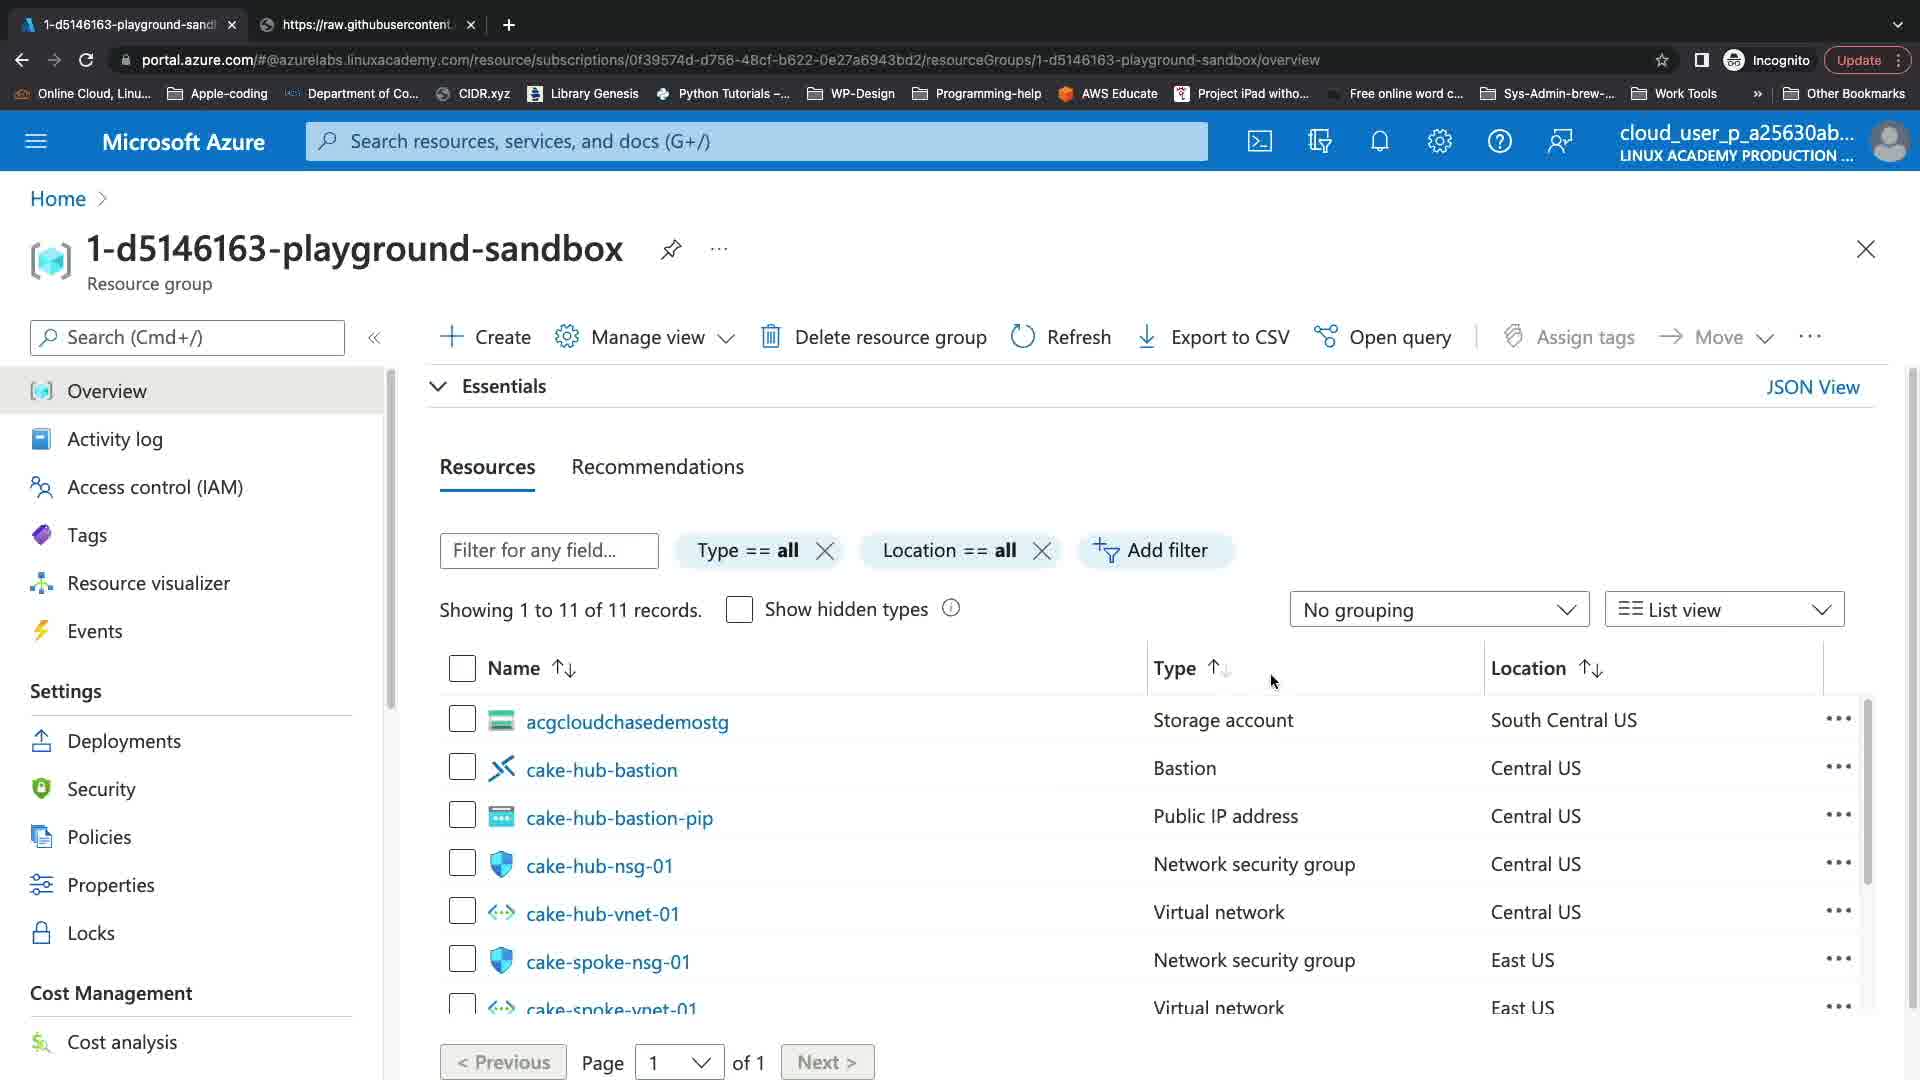 1-d5146163-playground-sand
https://raw.githubusercontent.
portal.azure.com/#@azurelabs.linuxacademy.com/resource/subscriptions/0f39574d-d756-48cf-b622-0e27a6943bd2/resourceGroups/1-d5146163-playground-sandbox/overview
Incognito
Update
Online Cloud, Linu...
Apple-coding
Department of Co...
CIDR.xyz
Library Genesis
Python Tutorials –...
WP-Design
Programming-help
AWS Educate
Project iPad witho...
Free online word c...
Sys-Admin-brew-...
Work Tools
»
Other Bookmarks
Microsoft Azure
Search resources, services, and docs (G+/)
cloud_user_p_a25630ab...
LINUX ACADEMY PRODUCTION ...
Home
1-d5146163-playground-sandbox
...
Resource group
Search (Cmd+/)
«
Create
Manage view
Delete resource group
Refresh
Export to CSV
Open query
Assign tags
Move
...
Overview
Activity log
Access control (IAM)
Tags
Resource visualizer
Events
Settings
Deployments
Security
Policies
Properties
Locks
Cost Management
Cost analysis
Essentials
JSON View
Resources
Recommendations
Filter for any field...
Type == all
Location == all
Add filter
Showing 1 to 11 of 11 records.
Show hidden types
No grouping
List view
Name
Type
Location
acgcloudchasedemostg
Storage account
South Central US
cake-hub-bastion
Bastion
Central US
cake-hub-bastion-pip
Public IP address
Central US
cake-hub-nsg-01
Network security group
Central US
cake-hub-vnet-01
Virtual network
Central US
cake-spoke-nsg-01
Network security group
East US
cake-spoke-vnet-01
Virtual network
East US
< Previous
Page
1
of 1
Next >